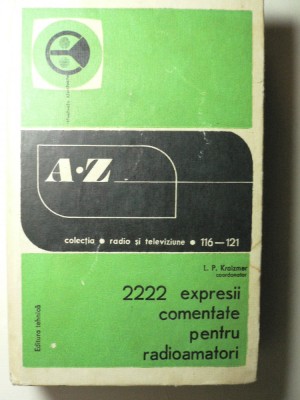 A·Z
colecția • radio și televiziune • 116—121
L. P. Kraizmer
coordonator
2222 expresii
comentate
pentru
radioamatori
Editura tehnică